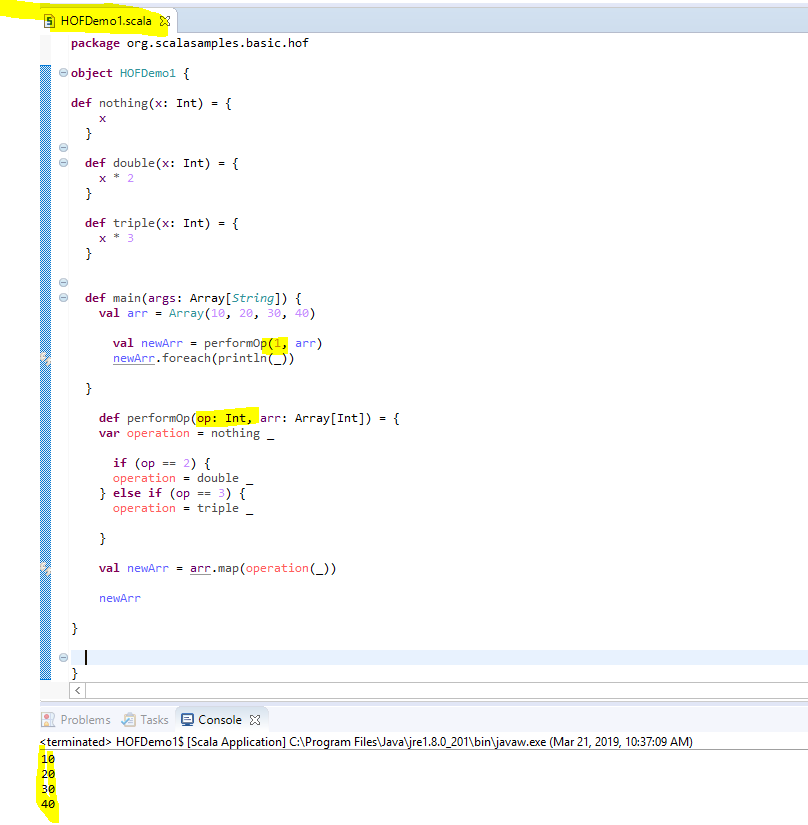 HOFDemo1.scala
package org.scalasamples.basic.hof
object HOFDemo1 {
def nothing(x: Int) = {
x
}
def double(x: Int) = {
x * 2
}
def triple(x: Int) = {
x * 3
}
def main(args: Array[String]) {
val arr = Array(10, 20, 30, 40)
val newArr = performOp(1, arr)
newArr.foreach(println(_))
}
def performOp(op: Int, arr: Array[Int]) = {
var operation = nothing _
if (op == 2) {
operation = double _
} else if (op == 3) {
operation = triple _
}
val newArr = arr.map(operation(_))
newArr
}
}
Problems Tasks Console
<terminated> HOFDemo1$ [Scala Application] C:\Program Files\Java\jre1.8.0_201\bin\javaw.exe (Mar 21, 2019, 10:37:09 AM)
10
20
30
40